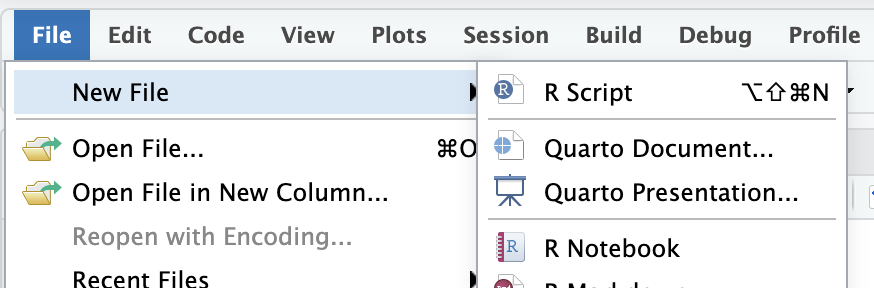 File Edit Code View Plots Session Build Debug Profile
New File
Open File... ⌘O
Open File in New Column...
Reopen with Encoding...
Recent Files
R Script ⌥⇧⌘N
Quarto Document...
Quarto Presentation...
R Notebook